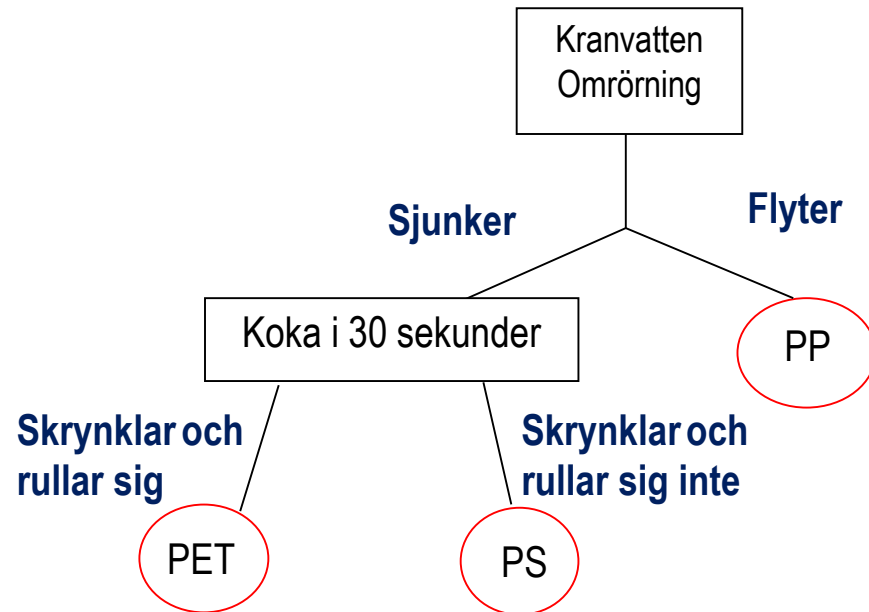 Kranvatten
Omrörning
Sjunker
Flyter
Koka i 30 sekunder
PP
Skrynklar och
rullar sig
Skrynklar och
rullar sig inte
PET
PS